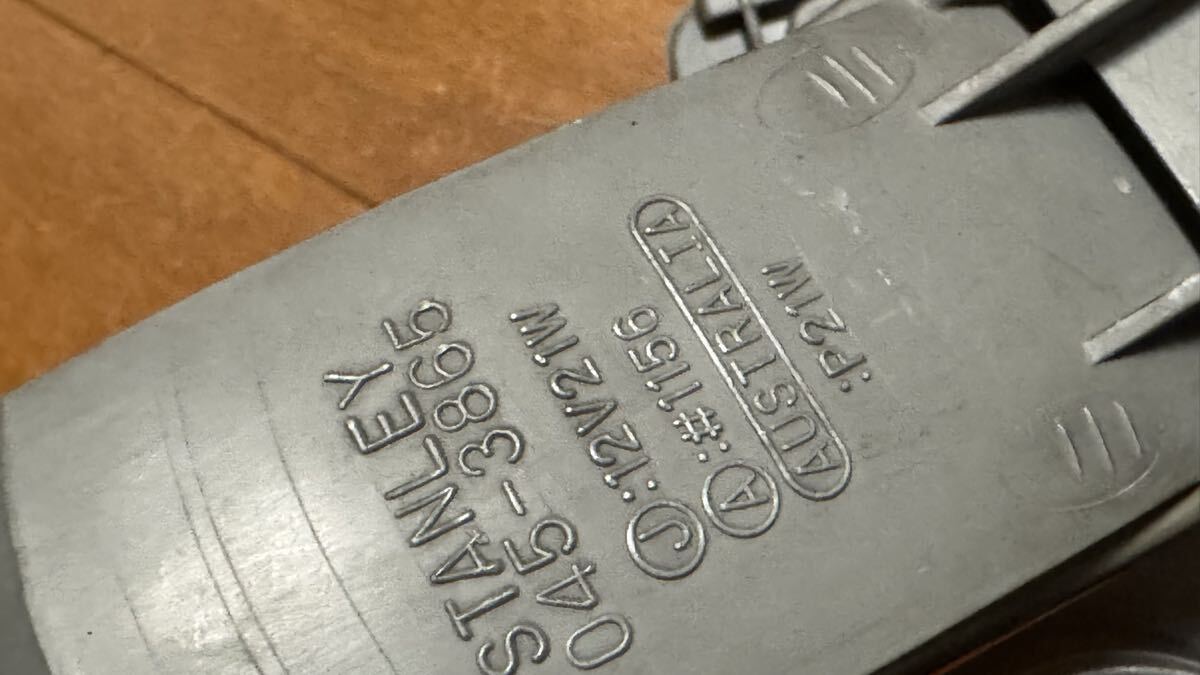 STANLEY
045-3865
J:12V21W
A:#1156
AUSTRALIA
:P21W